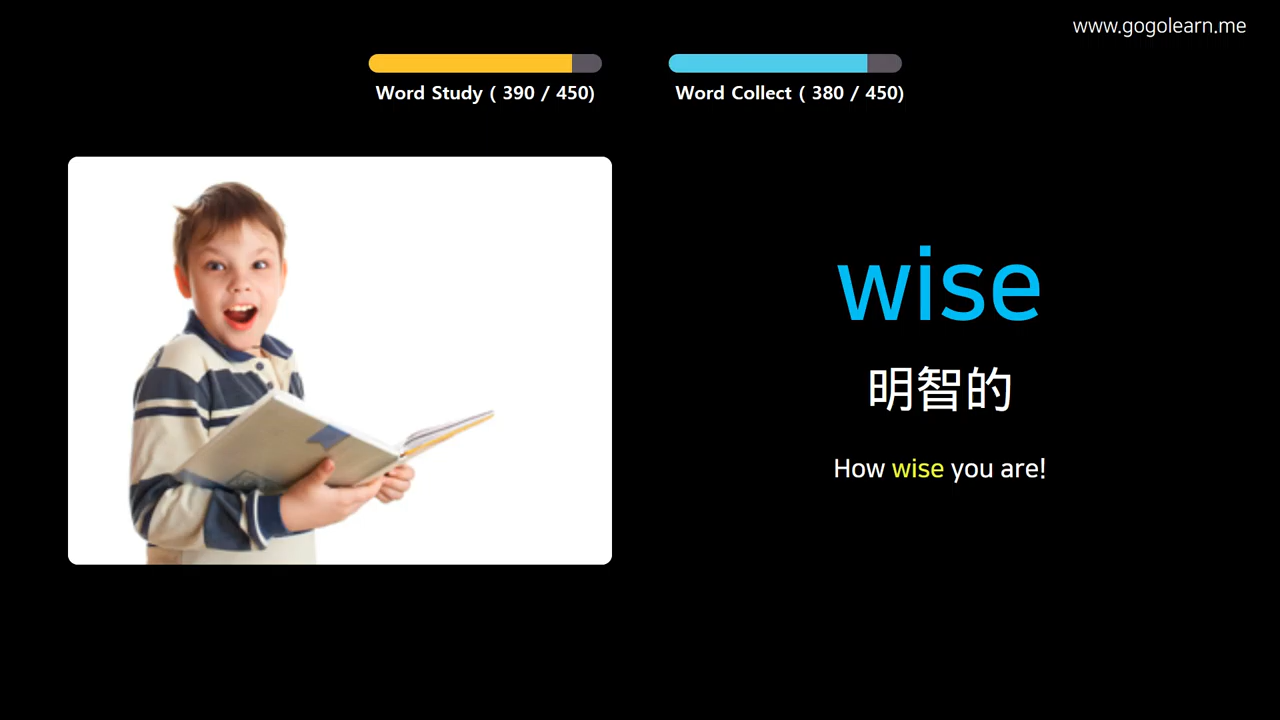 www.gogolearn.me
Word Study ( 390 / 450)
Word Collect ( 380 / 450)
wise
明智的
How wise you are!